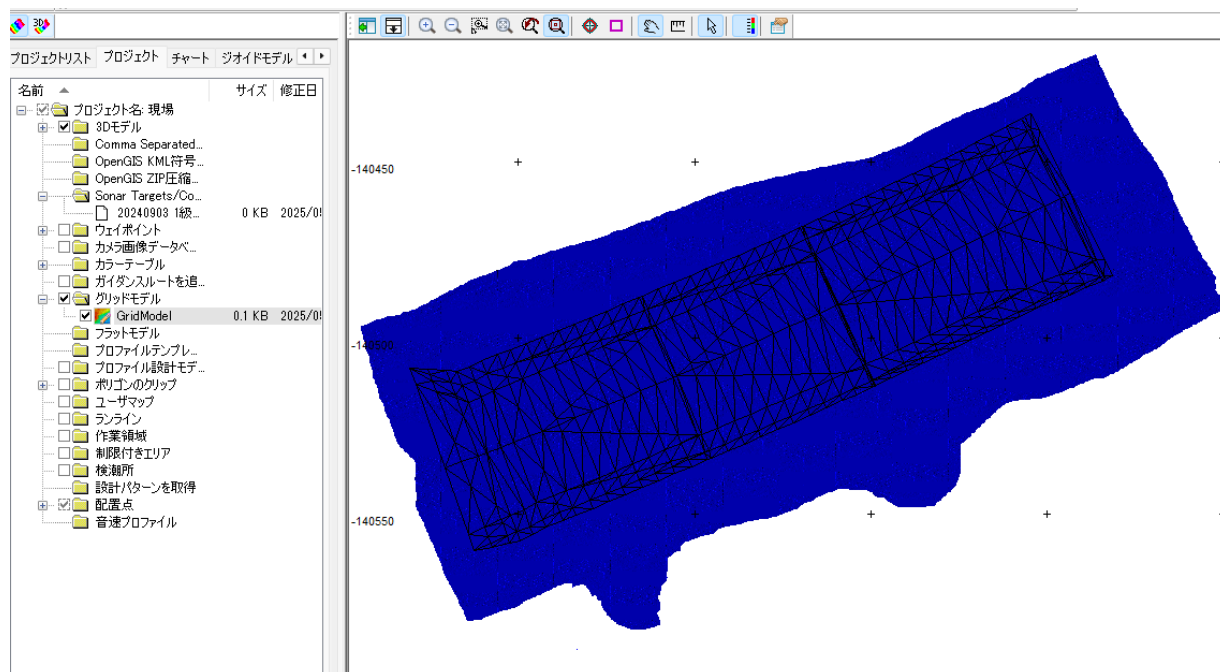 3D
プロジェクトリスト プロジェクト チャート ジオイドモデル
名前 サイズ 修正日
プロジェクト名: 現場
3Dモデル
Comma Separated...
OpenGIS KML符号...
OpenGIS ZIP圧縮...
Sonar Targets/Co...
20240903 1級... 0 KB 2025/0
ウェイポイント
カメラ画像データベ...
カラーテーブル
ガイダンスルートを追...
グリッドモデル
GridModel 0.1 KB 2025/0
フラットモデル
プロファイルテンプレ...
プロファイル設計モデ...
ポリゴンのクリップ
ユーザマップ
ランライン
作業領域
制限付きエリア
検潮所
設計パターンを取得
配置点
音速プロファイル
-140450
-140500
-140550